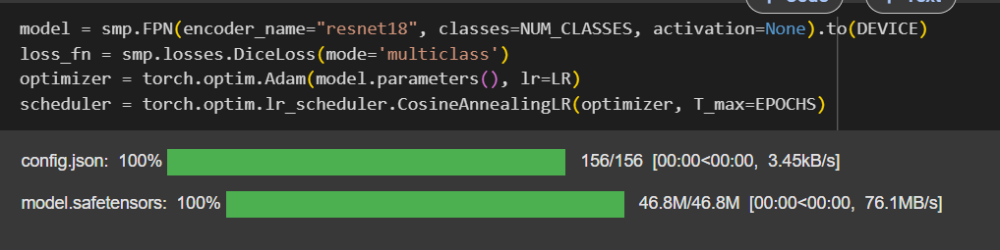 model = smp.FPN(encoder_name="resnet18", classes=NUM_CLASSES, activation=None).to(DEVICE)
loss_fn = smp.losses.DiceLoss(mode='multiclass')
optimizer = torch.optim.Adam(model.parameters(), lr=LR)
scheduler = torch.optim.lr_scheduler.CosineAnnealingLR(optimizer, T_max=EPOCHS)
config.json: 100% 156/156 [00:00<00:00, 3.45kB/s]
model.safetensors: 100% 46.8M/46.8M [00:00<00:00, 76.1MB/s]